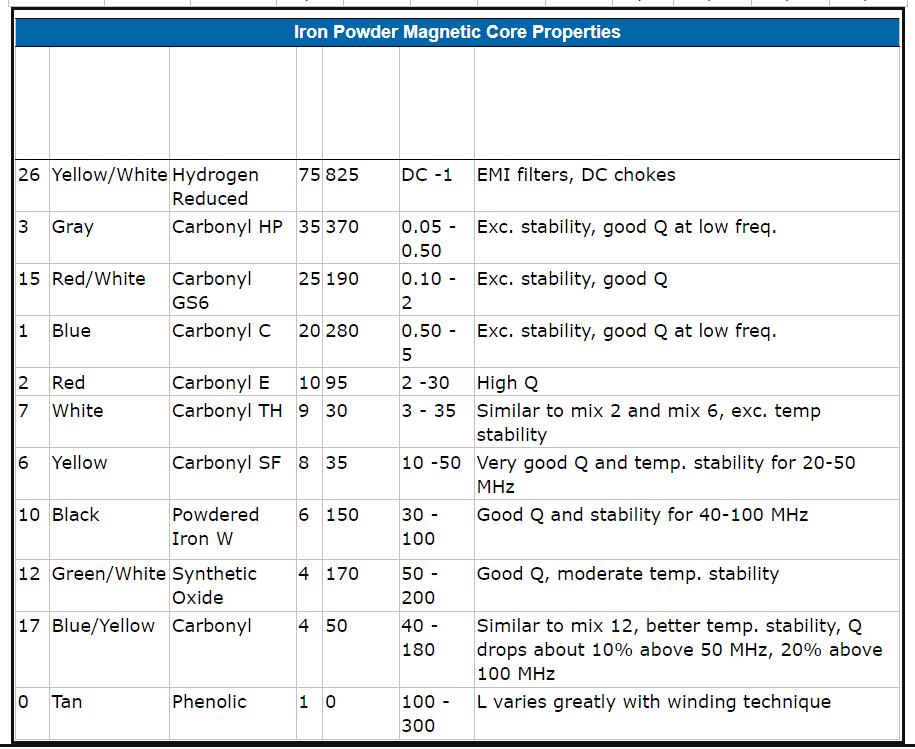 Iron Powder Magnetic Core Properties
26 Yellow/White Hydrogen Reduced 75 825 DC -1 EMI filters, DC chokes
3 Gray Carbonyl HP 35 370 0.05 - 0.50 Exc. stability, good Q at low freq.
15 Red/White Carbonyl GS6 25 190 0.10 - 2 Exc. stability, good Q
1 Blue Carbonyl C 20 280 0.50 - 5 Exc. stability, good Q at low freq.
2 Red Carbonyl E 10 95 2 -30 High Q
7 White Carbonyl TH 9 30 3 - 35 Similar to mix 2 and mix 6, exc. temp stability
6 Yellow Carbonyl SF 8 35 10 -50 Very good Q and temp. stability for 20-50 MHz
10 Black Powdered Iron W 6 150 30 - 100 Good Q and stability for 40-100 MHz
12 Green/White Synthetic Oxide 4 170 50 - 200 Good Q, moderate temp. stability
17 Blue/Yellow Carbonyl 4 50 40 - 180 Similar to mix 12, better temp. stability, Q drops about 10% above 50 MHz, 20% above 100 MHz
0 Tan Phenolic 1 0 100 - 300 L varies greatly with winding technique